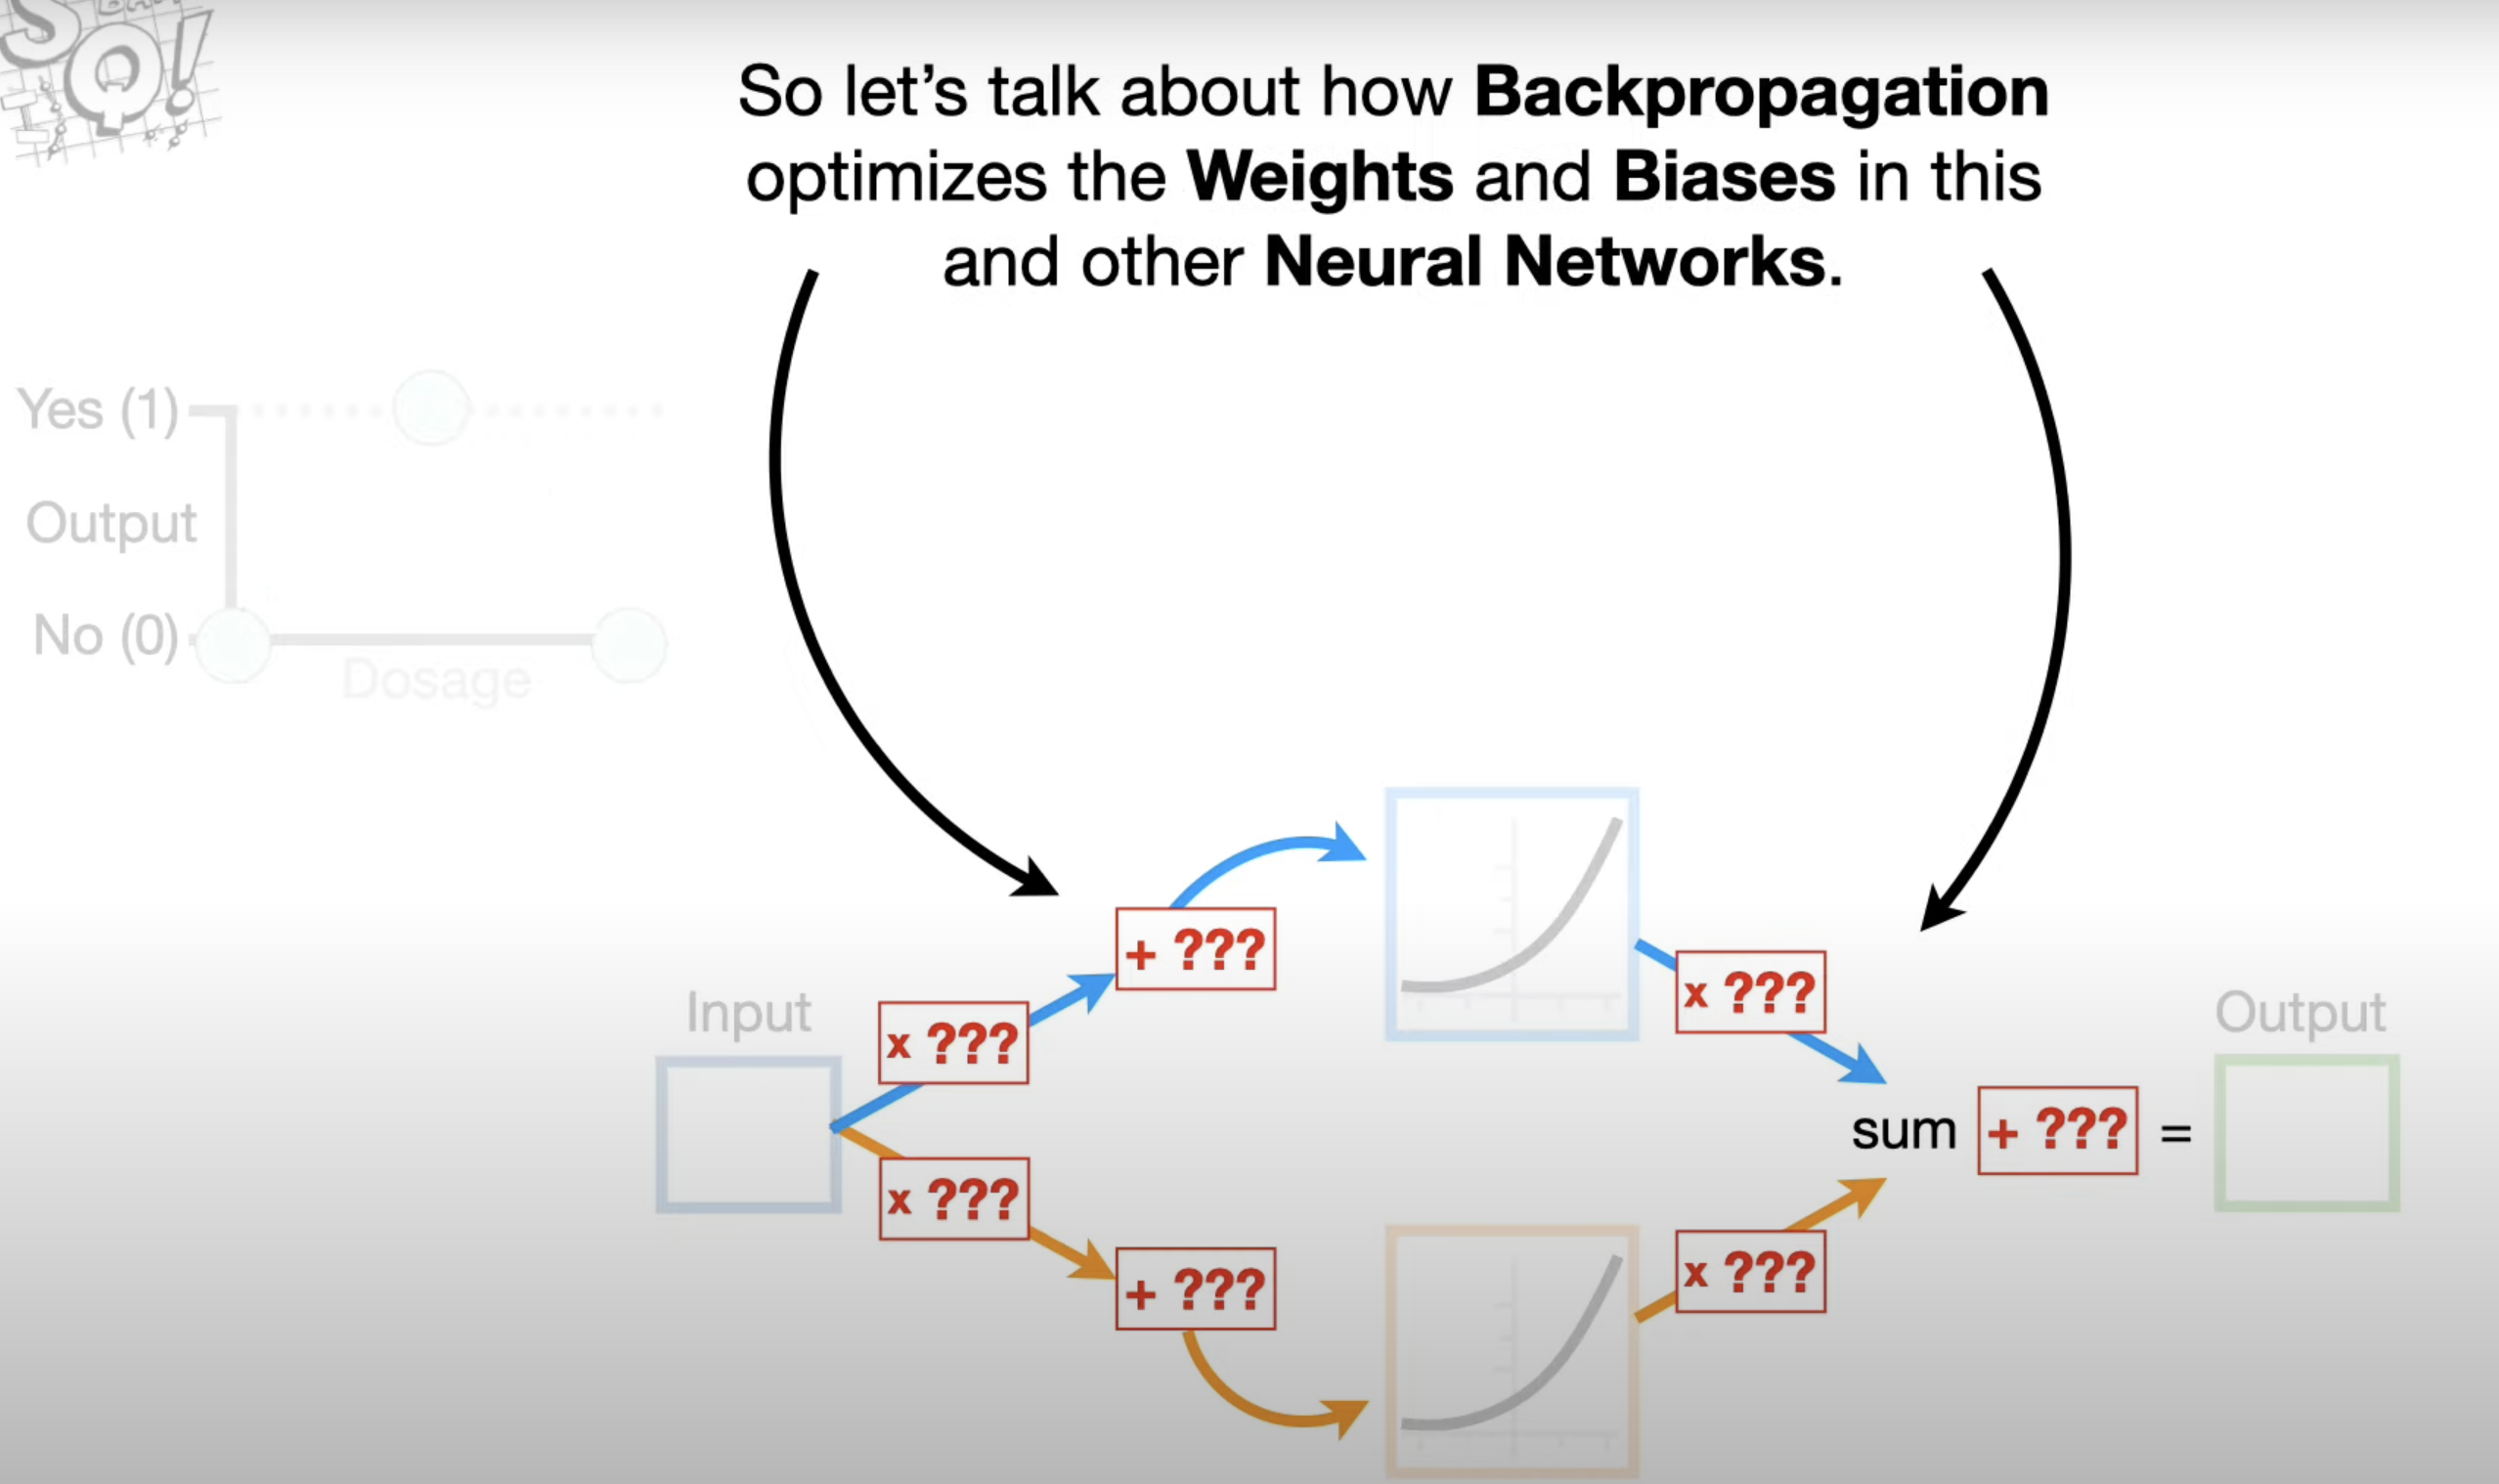 So let’s talk about how Backpropagation
optimizes the Weights and Biases in this
and other Neural Networks.
Yes (1)
Output
No (0)
Dosage
+ ???
x ???
Input
x ???
Output
sum + ??? =
x ???
+ ???
x ???